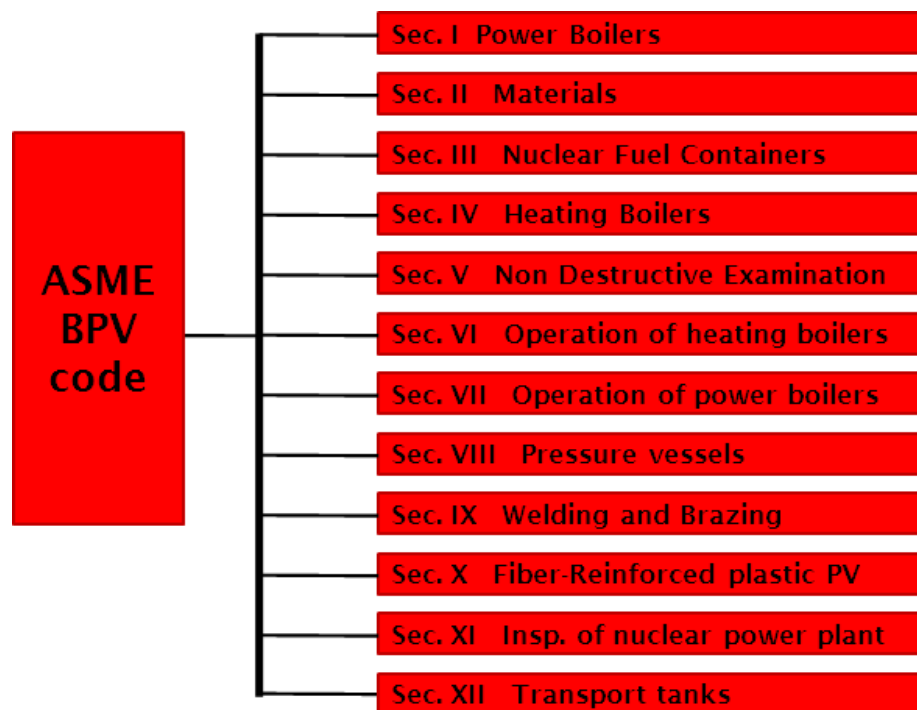 ASME
BPV
code
Sec. I Power Boilers
Sec. II Materials
Sec. III Nuclear Fuel Containers
Sec. IV Heating Boilers
Sec. V Non Destructive Examination
Sec. VI Operation of heating boilers
Sec. VII Operation of power boilers
Sec. VIII Pressure vessels
Sec. IX Welding and Brazing
Sec. X Fiber-Reinforced plastic PV
Sec. XI Insp. of nuclear power plant
Sec. XII Transport tanks